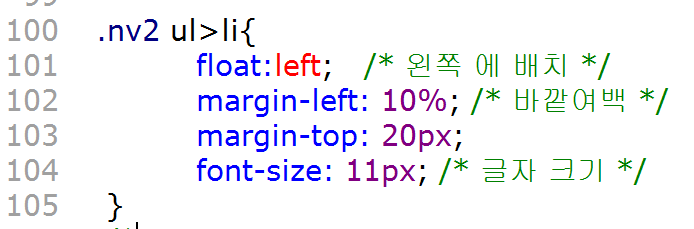 100 .nv2 ul>li{
101 float:left; /* 왼쪽 에 배치 */
102 margin-left: 10%; /* 바깥여백 */
103 margin-top: 20px;
104 font-size: 11px; /* 글자 크기 */
105 }